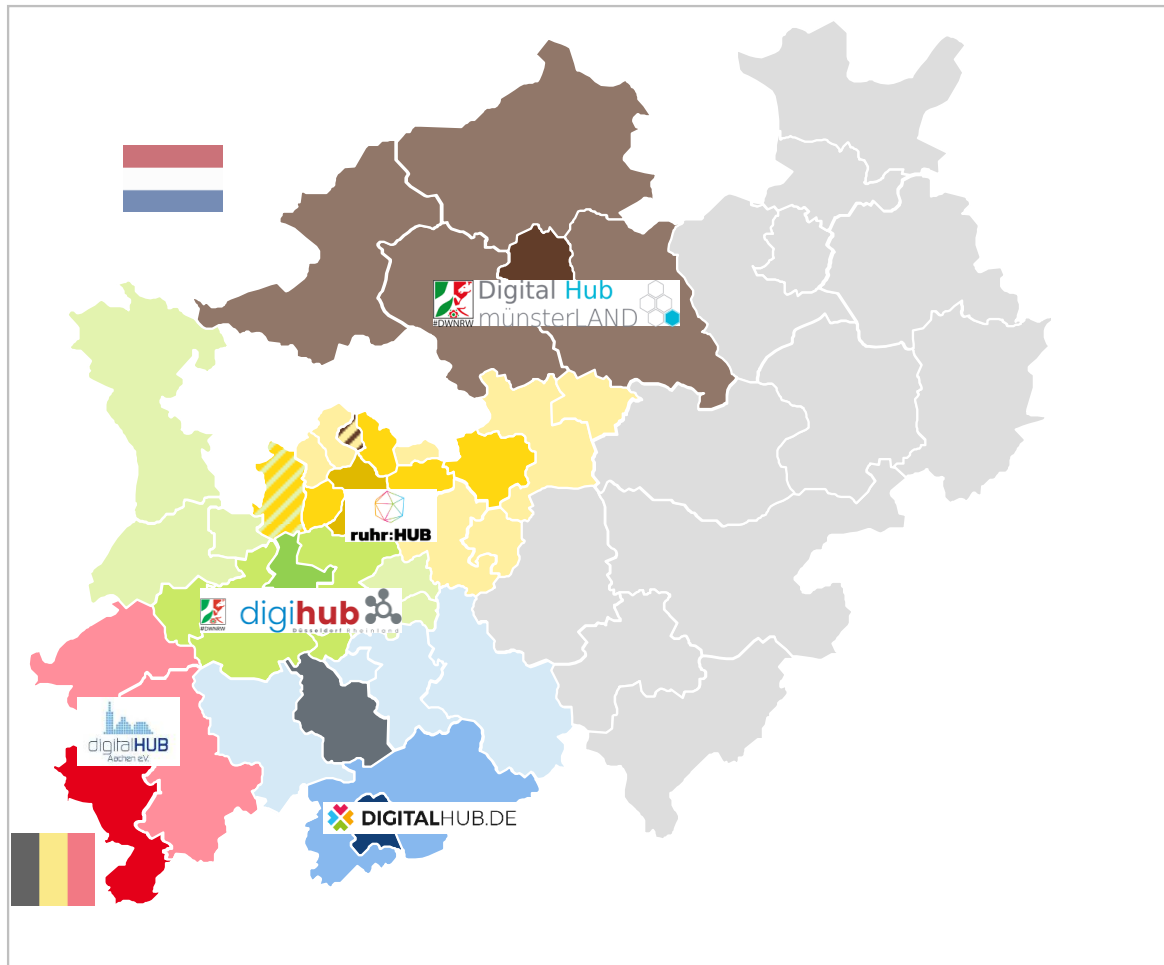 Digital Hub
münsterLAND
#DWNRW
ruhr:HUB
digihub
#DWNRW
Düsseldorf Rheinland
digitalHUB
Aachen e.V.
DIGITALHUB.DE